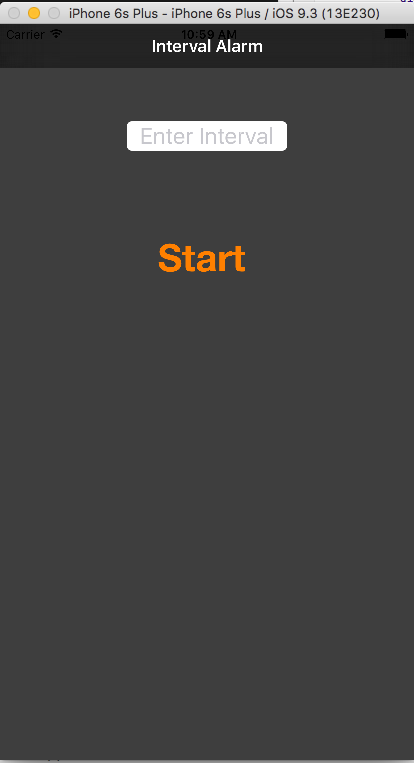 iPhone 6s Plus - iPhone 6s Plus / iOS 9.3 (13E230)
Carrier 10:59 AM
Interval Alarm
Enter Interval
Start